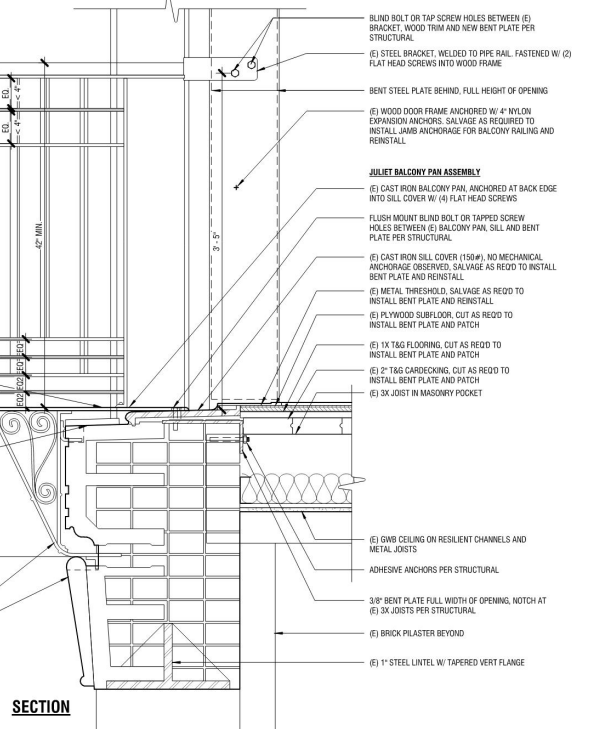 BLIND BOLT OR TAP SCREW HOLES BETWEEN (E)
BRACKET, WOOD TRIM AND NEW BENT PLATE PER
STRUCTURAL
(E) STEEL BRACKET, WELDED TO PIPE RAIL. FASTENED W/ (2)
FLAT HEAD SCREWS INTO WOOD FRAME
BENT STEEL PLATE BEHIND, FULL HEIGHT OF OPENING
(E) WOOD DOOR FRAME ANCHORED W/ 4" NYLON
EXPANSION ANCHORS. SALVAGE AS REQUIRED TO
INSTALL JAMB ANCHORAGE FOR BALCONY RAILING AND
REINSTALL
JULIET BALCONY PAN ASSEMBLY
(E) CAST IRON BALCONY PAN, ANCHORED AT BACK EDGE
INTO SILL COVER W/ (4) FLAT HEAD SCREWS
FLUSH MOUNT BLIND BOLT OR TAPPED SCREW
HOLES BETWEEN (E) BALCONY PAN, SILL AND BENT
PLATE PER STRUCTURAL
(E) CAST IRON SILL COVER (150#), NO MECHANICAL
ANCHORAGE OBSERVED, SALVAGE AS REQ'D TO INSTALL
BENT PLATE AND REINSTALL
(E) METAL THRESHOLD, SALVAGE AS REQ'D TO
INSTALL BENT PLATE AND REINSTALL
(E) PLYWOOD SUBFLOOR, CUT AS REQ'D TO
INSTALL BENT PLATE AND PATCH
(E) 1X T&G FLOORING, CUT AS REQ'D TO
INSTALL BENT PLATE AND PATCH
(E) 2" T&G CARDECKING, CUT AS REQ'D TO
INSTALL BENT PLATE AND PATCH
(E) 3X JOIST IN MASONRY POCKET
(E) GWB CEILING ON RESILIENT CHANNELS AND
METAL JOISTS
ADHESIVE ANCHORS PER STRUCTURAL
3/8" BENT PLATE FULL WIDTH OF OPENING, NOTCH AT
(E) 3X JOISTS PER STRUCTURAL
(E) BRICK PILASTER BEYOND
(E) 1" STEEL LINTEL W/ TAPERED VERT FLANGE
EQ.
< 4"
EQ.
< 4"
42" MIN.
3' - 5"
EQ1
EQ1
EQ2
EQ2
SECTION